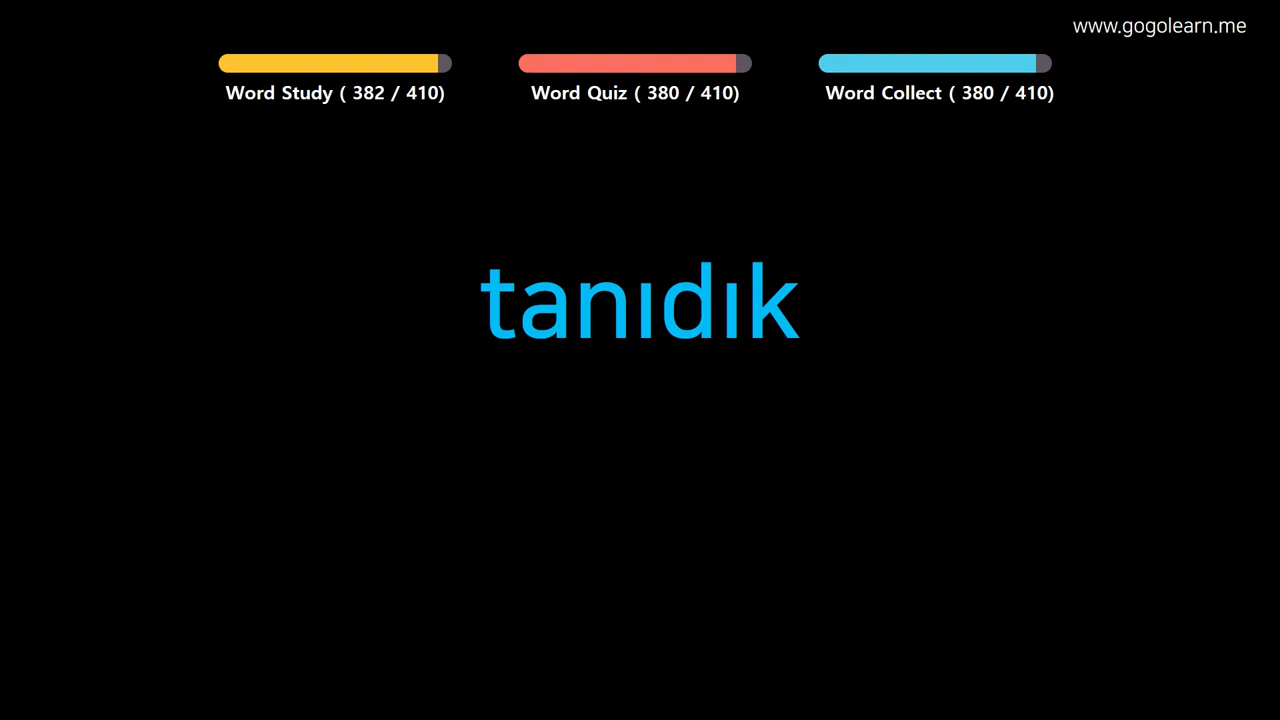 www.gogolearn.me
Word Study ( 382 / 410)
Word Quiz ( 380 / 410)
Word Collect ( 380 / 410)
tanıdık